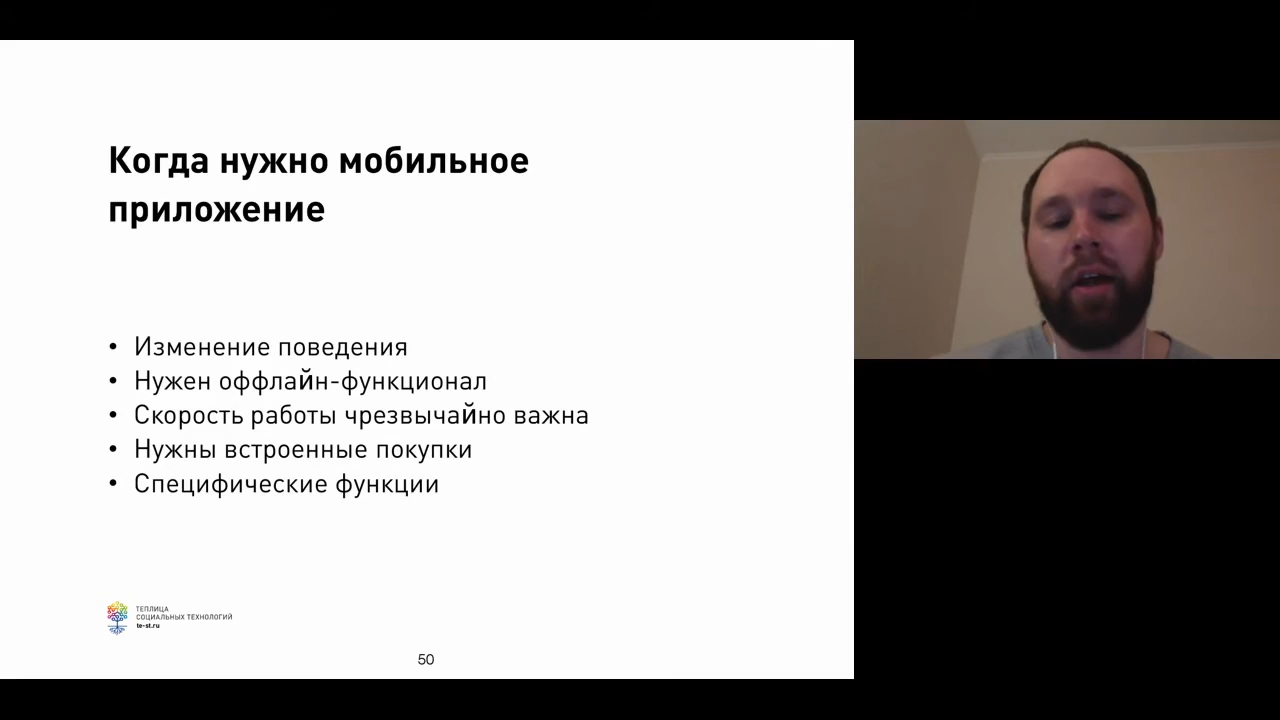 Когда нужно мобильное
приложение
• Изменение поведения
• Нужен оффлайн-функционал
• Скорость работы чрезвычайно важна
• Нужны встроенные покупки
• Специфические функции
ТЕПЛИЦА
СОЦИАЛЬНЫХ ТЕХНОЛОГИЙ
te-st.ru
50